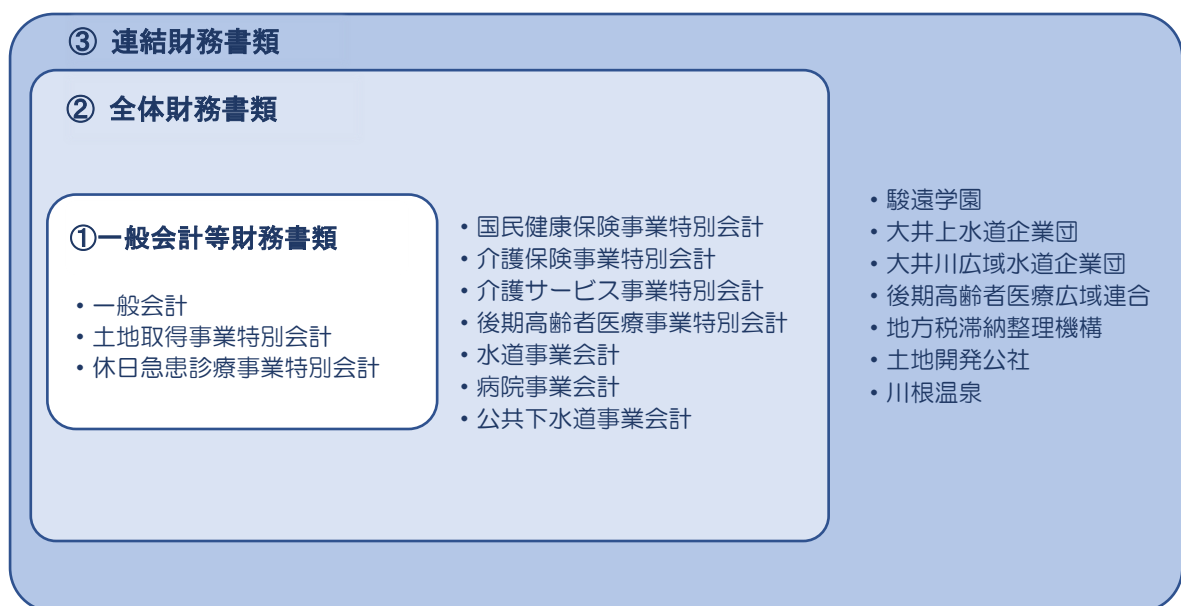 ③ 連結財務書類
② 全体財務書類
①一般会計等財務書類
・一般会計
・土地取得事業特別会計
・休日急患診療事業特別会計
・国民健康保険事業特別会計
・介護保険事業特別会計
・介護サービス事業特別会計
・後期高齢者医療事業特別会計
・水道事業会計
・病院事業会計
・公共下水道事業会計
・駿遠学園
・大井上水道企業団
・大井川広域水道企業団
・後期高齢者医療広域連合
・地方税滞納整理機構
・土地開発公社
・川根温泉